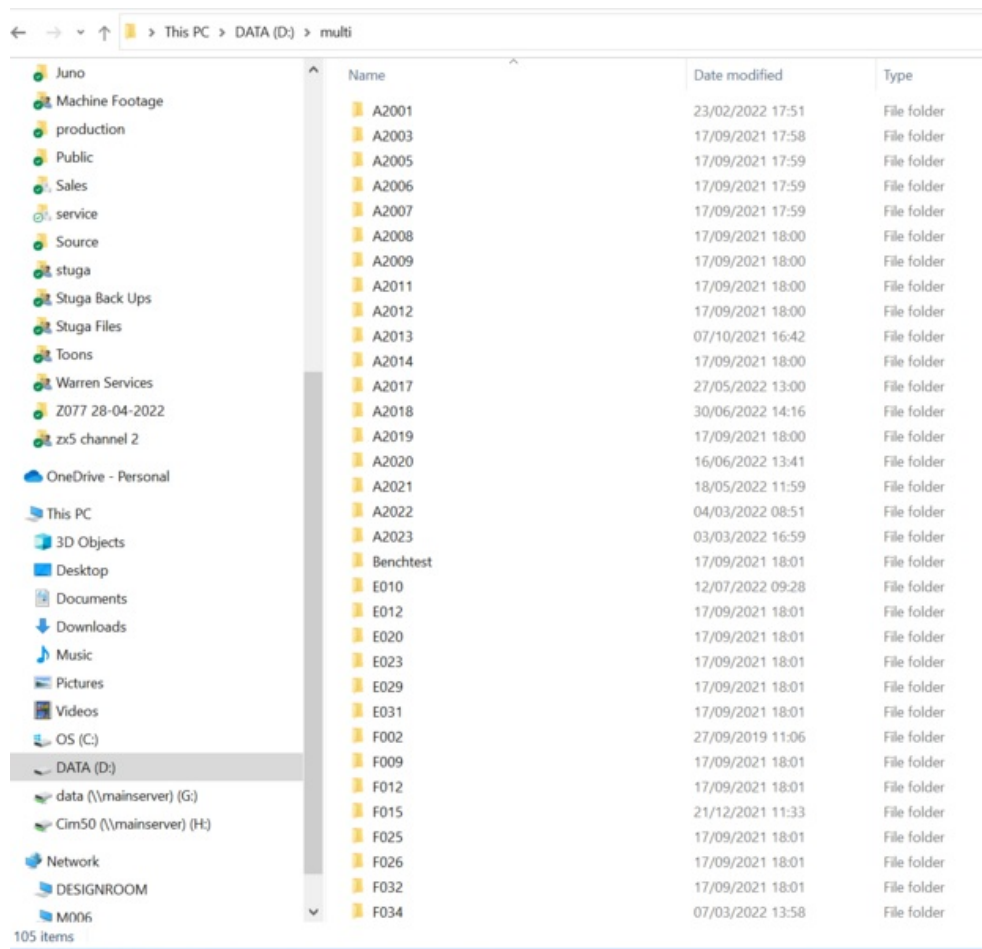 This PC > DATA (D:) > multi
Juno
Machine Footage
production
Public
Sales
service
Source
stuga
Stuga Back Ups
Stuga Files
Toons
Warren Services
Z077 28-04-2022
zx5 channel 2
OneDrive - Personal
This PC
3D Objects
Desktop
Documents
Downloads
Music
Pictures
Videos
OS (C:)
DATA (D:)
data (\\mainserver) (G:)
Cim50 (\\mainserver) (H:)
Network
DESIGNROOM
M006
Name Date modified Type
A2001 23/02/2022 17:51 File folder
A2003 17/09/2021 17:58 File folder
A2005 17/09/2021 17:59 File folder
A2006 17/09/2021 17:59 File folder
A2007 17/09/2021 17:59 File folder
A2008 17/09/2021 18:00 File folder
A2009 17/09/2021 18:00 File folder
A2011 17/09/2021 18:00 File folder
A2012 17/09/2021 18:00 File folder
A2013 07/10/2021 16:42 File folder
A2014 17/09/2021 18:00 File folder
A2017 27/05/2022 13:00 File folder
A2018 30/06/2022 14:16 File folder
A2019 17/09/2021 18:00 File folder
A2020 16/06/2022 13:41 File folder
A2021 18/05/2022 11:59 File folder
A2022 04/03/2022 08:51 File folder
A2023 03/03/2022 16:59 File folder
Benchtest 17/09/2021 18:01 File folder
E010 12/07/2022 09:28 File folder
E012 17/09/2021 18:01 File folder
E020 17/09/2021 18:01 File folder
E023 17/09/2021 18:01 File folder
E029 17/09/2021 18:01 File folder
E031 17/09/2021 18:01 File folder
F002 27/09/2019 11:06 File folder
F009 17/09/2021 18:01 File folder
F012 17/09/2021 18:01 File folder
F015 21/12/2021 11:33 File folder
F025 17/09/2021 18:01 File folder
F026 17/09/2021 18:01 File folder
F032 17/09/2021 18:01 File folder
F034 07/03/2022 13:58 File folder
105 items